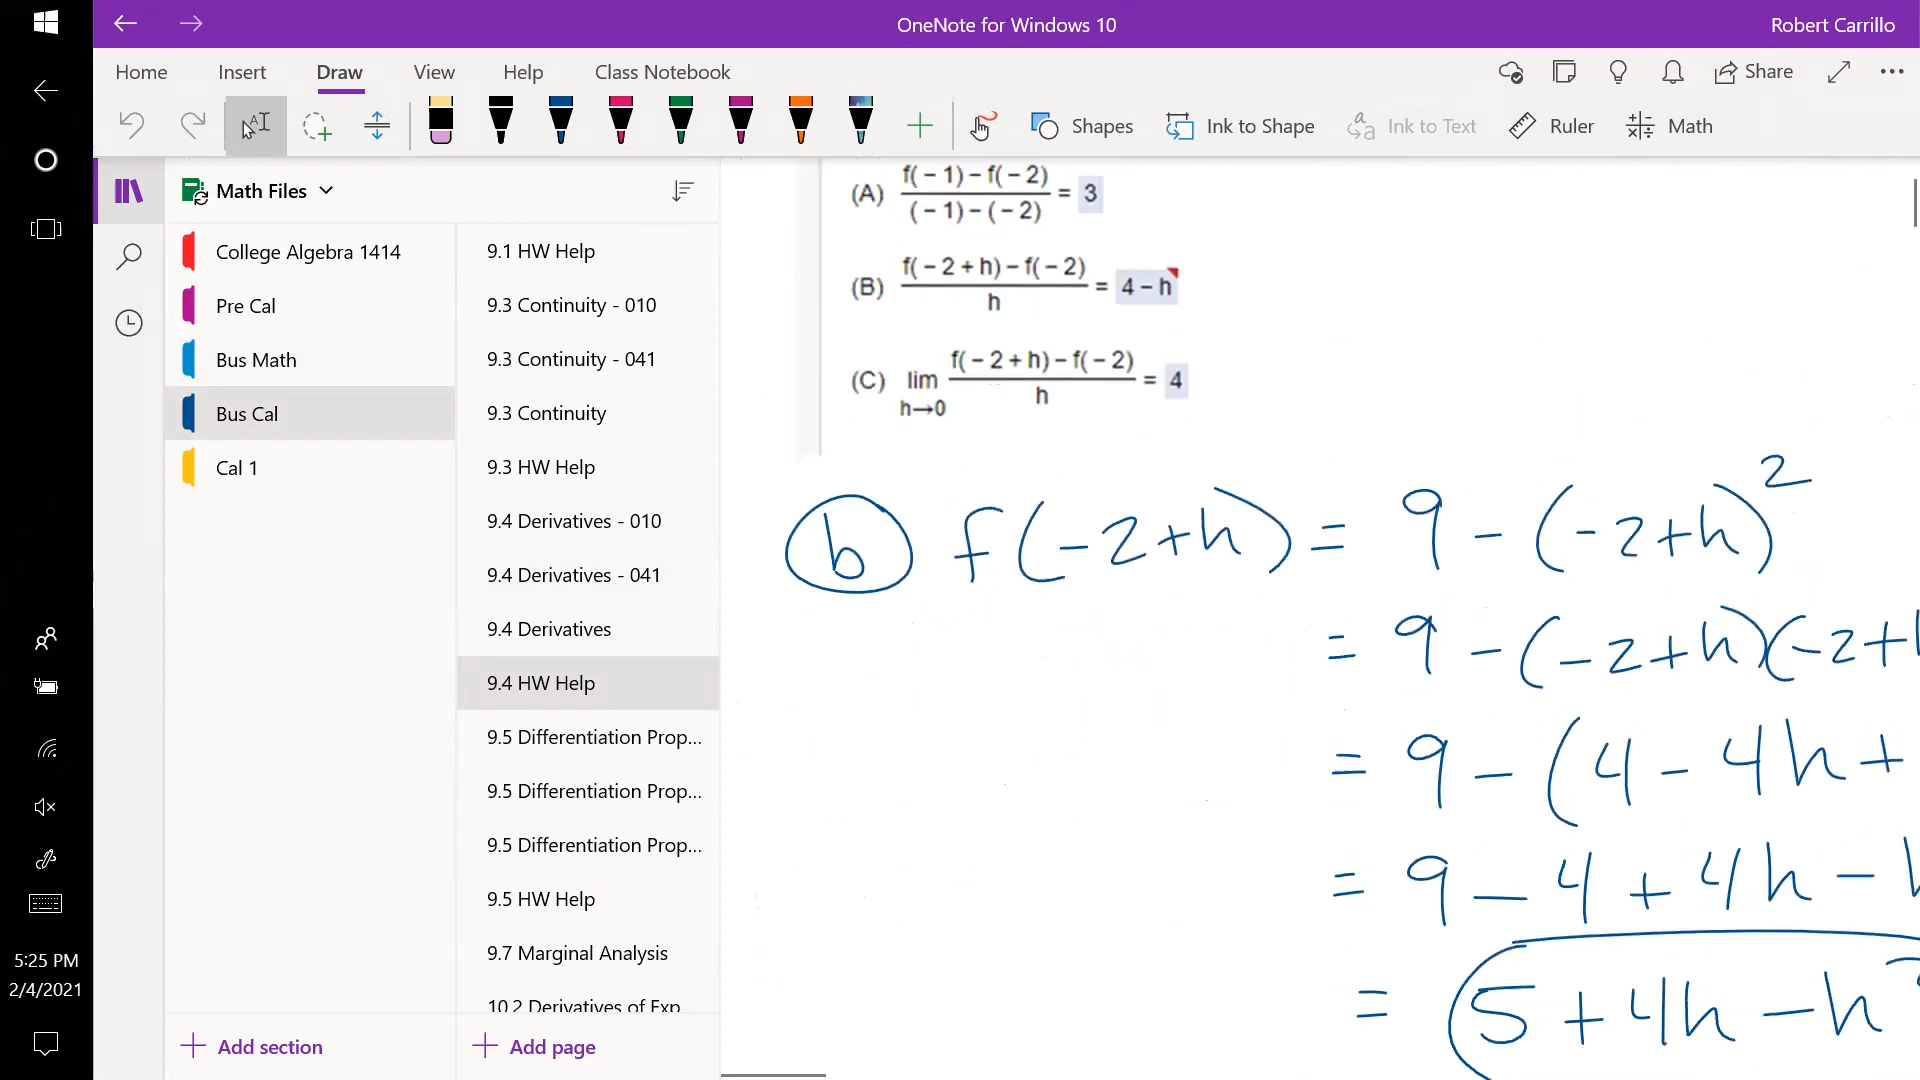 OneNote for Windows 10
Robert Carrillo
Home Insert Draw View Help Class Notebook Share
Shapes Ink to Shape Ink to Text Ruler Math
Math Files
College Algebra 1414
Pre Cal
Bus Math
Bus Cal
Cal 1
Add section
9.1 HW Help
9.3 Continuity - 010
9.3 Continuity - 041
9.3 Continuity
9.3 HW Help
9.4 Derivatives - 010
9.4 Derivatives - 041
9.4 Derivatives
9.4 HW Help
9.5 Differentiation Prop...
9.5 Differentiation Prop...
9.5 Differentiation Prop...
9.5 HW Help
9.7 Marginal Analysis
10.2 Derivatives of Exp
Add page
(A) f(-1)-f(-2) / (-1)-(-2) = 3
(B) f(-2+h)-f(-2) / h = 4-h
(C) lim h→0 f(-2+h)-f(-2) / h = 4
b f(-2+h) = 9 - (-2+h)²
= 9 - (-2+h)(-2+h
= 9 - (4 - 4h +
= 9 - 4 + 4h - h
= 5 + 4h - h²
5:25 PM
2/4/2021